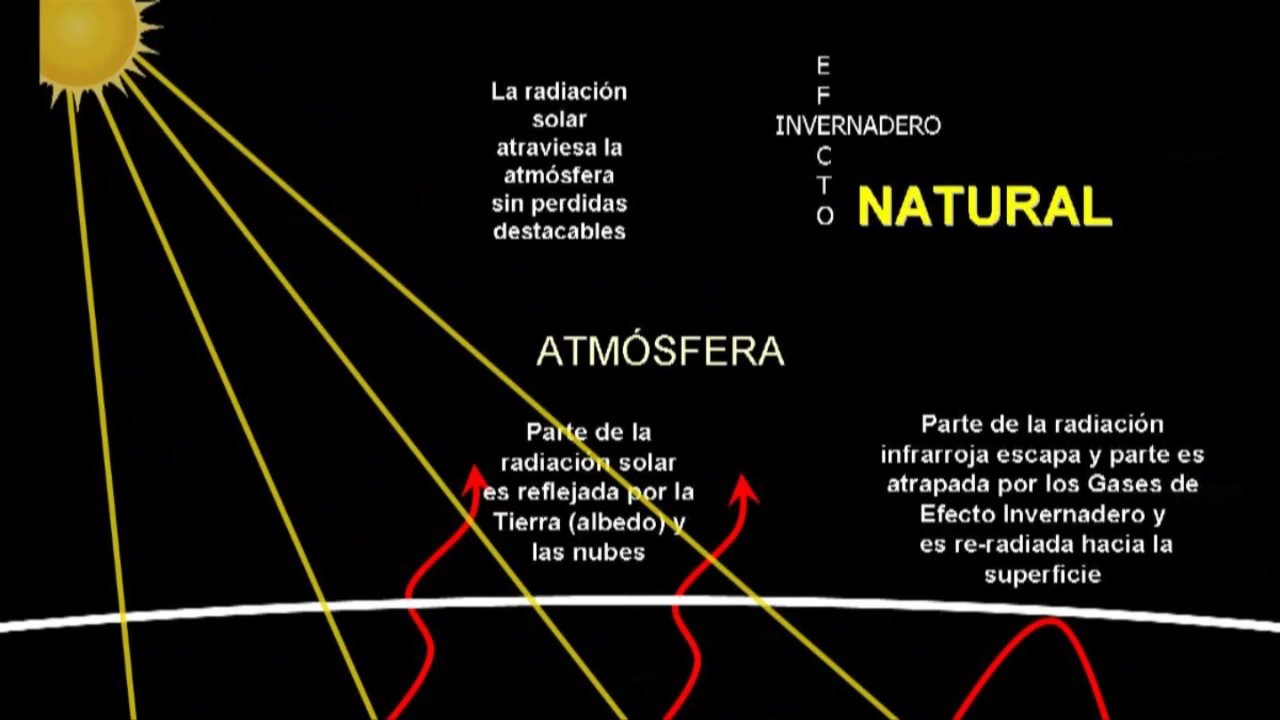 La radiación
solar
atraviesa la
atmósfera
sin perdidas
destacables
E
F
INVERNADERO
C
T
O
NATURAL
ATMÓSFERA
Parte de la
radiación solar
es reflejada por la
Tierra (albedo) y
las nubes
Parte de la radiación
infrarroja escapa y parte es
atrapada por los Gases de
Efecto Invernadero y
es re-radiada hacia la
superficie